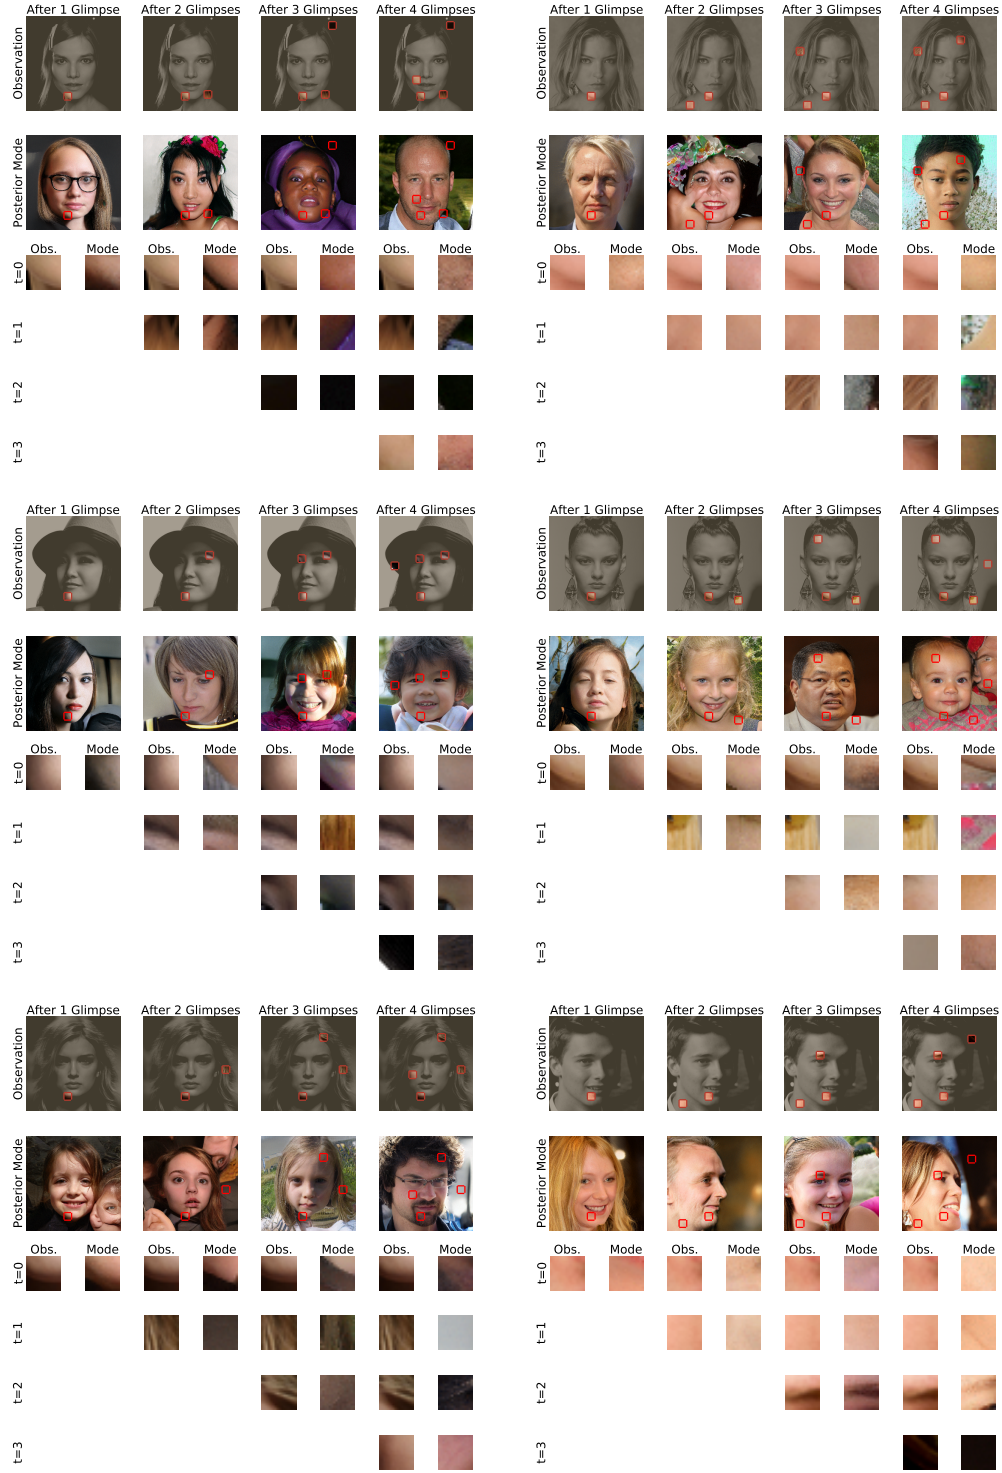 After 1 Glimpse After 2 Glimpses After 3 Glimpses After 4 Glimpses
Observation
Posterior Mode
Obs. Mode Obs. Mode Obs. Mode Obs. Mode
t=0
t=1
t=2
t=3
After 1 Glimpse After 2 Glimpses After 3 Glimpses After 4 Glimpses
Observation
Posterior Mode
Obs. Mode Obs. Mode Obs. Mode Obs. Mode
t=0
t=1
t=2
t=3
After 1 Glimpse After 2 Glimpses After 3 Glimpses After 4 Glimpses
Observation
Posterior Mode
Obs. Mode Obs. Mode Obs. Mode Obs. Mode
t=0
t=1
t=2
t=3
After 1 Glimpse After 2 Glimpses After 3 Glimpses After 4 Glimpses
Observation
Posterior Mode
Obs. Mode Obs. Mode Obs. Mode Obs. Mode
t=0
t=1
t=2
t=3
After 1 Glimpse After 2 Glimpses After 3 Glimpses After 4 Glimpses
Observation
Posterior Mode
Obs. Mode Obs. Mode Obs. Mode Obs. Mode
t=0
t=1
t=2
t=3
After 1 Glimpse After 2 Glimpses After 3 Glimpses After 4 Glimpses
Observation
Posterior Mode
Obs. Mode Obs. Mode Obs. Mode Obs. Mode
t=0
t=1
t=2
t=3